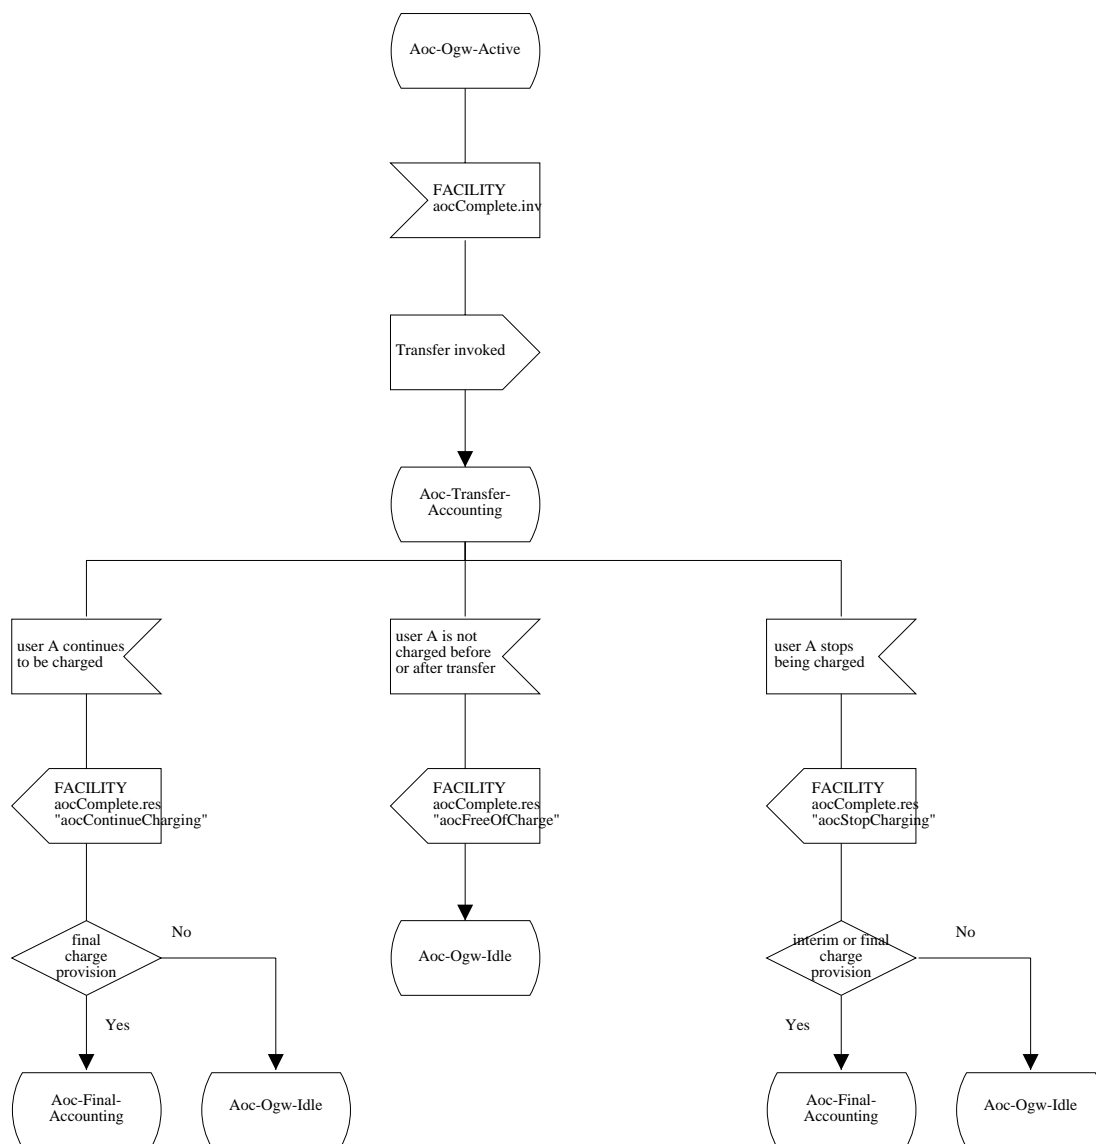 Aoc-Ogw-Active
FACILITY
aocComplete.inv
Transfer invoked
Aoc-Transfer-
Accounting
user A continues
to be charged
user A is not
charged before
or after transfer
user A stops
being charged
FACILITY
aocComplete.res
"aocContinueCharging"
FACILITY
aocComplete.res
"aocFreeOfCharge"
FACILITY
aocComplete.res
"aocStopCharging"
final
charge
provision
No
Yes
Aoc-Ogw-Idle
interim or final
charge
provision
No
Yes
Aoc-Final-
Accounting
Aoc-Ogw-Idle
Aoc-Final-
Accounting
Aoc-Ogw-Idle